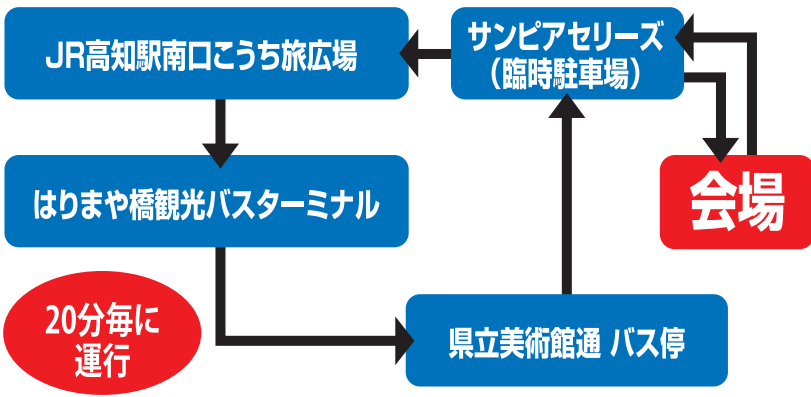 JR高知駅南口こうち旅広場
サンピアセリーズ
（臨時駐車場）
はりまや橋観光バスターミナル
会場
20分毎に
運行
県立美術館通 バス停